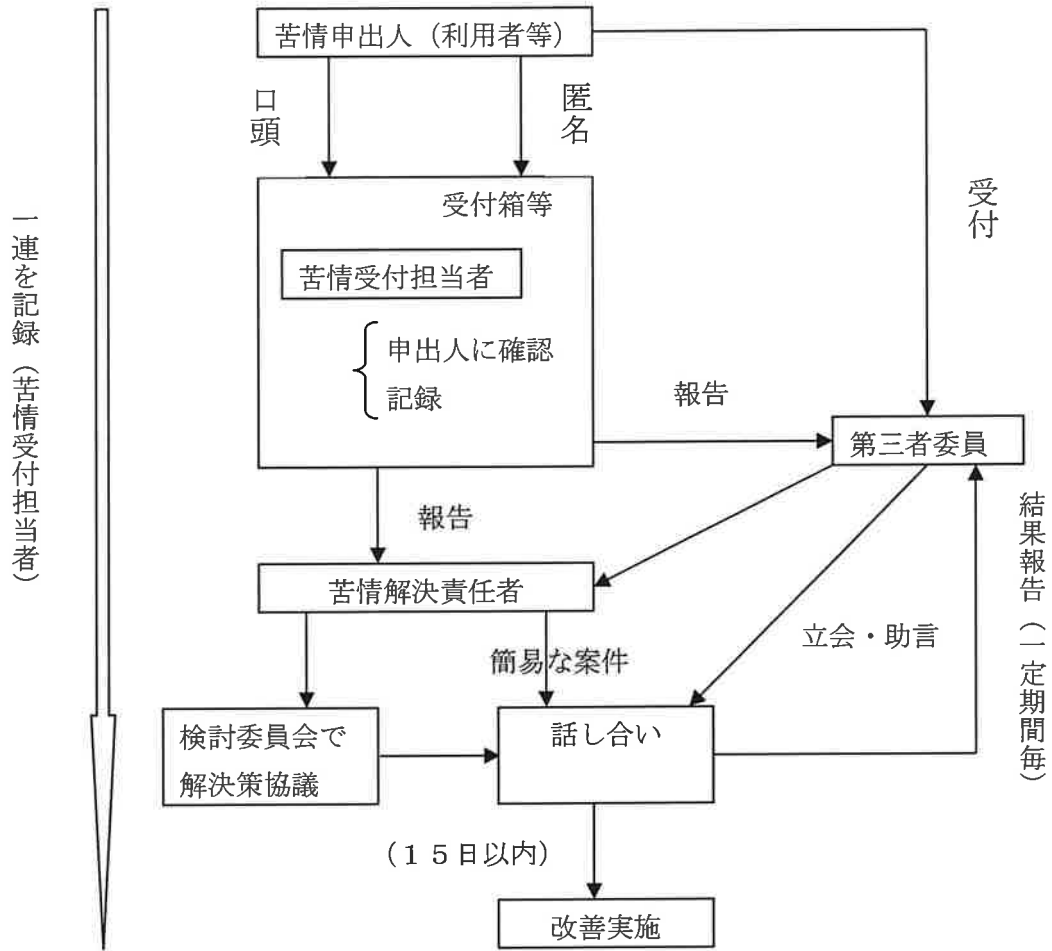 苦情申出人（利用者等）
口頭
匿名
受付箱等
受付
苦情受付担当者
申出人に確認
記録
一連を記録（苦情受付担当者）
報告
第三者委員
報告
結果報告（一定期間毎）
苦情解決責任者
立会・助言
簡易な案件
検討委員会で
解決策協議
話し合い
（１５日以内）
改善実施